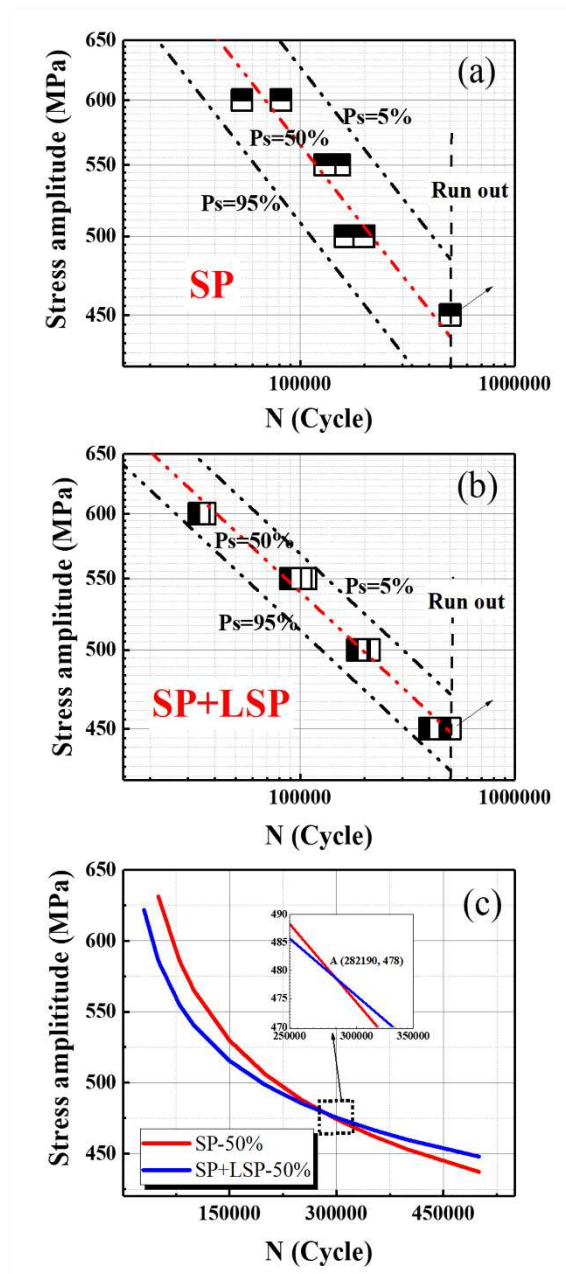 (a)
Stress amplitude (MPa)
650
600
550
500
450
Ps=5%
Ps=50%
Ps=95%
Run out
SP
100000
1000000
N (Cycle)
(b)
Stress amplitude (MPa)
650
600
550
500
450
Ps=50%
Ps=5%
Ps=95%
Run out
SP+LSP
100000
1000000
N (Cycle)
(c)
Stress amplititude (MPa)
650
600
550
500
450
490
485
480
475
470
A (282190, 478)
250000
300000
350000
SP-50%
SP+LSP-50%
150000
300000
450000
N (Cycle)